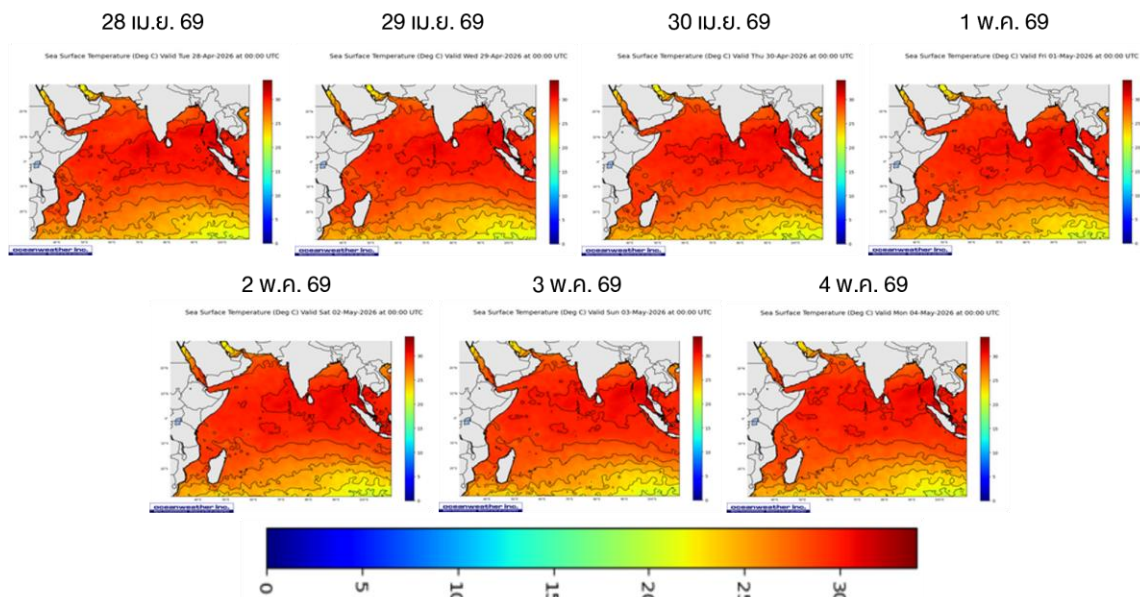 28 เม.ย. 69
29 เม.ย. 69
30 เม.ย. 69
1 พ.ค. 69
Sea Surface Temperature (Deg C) Valid Tue 28-Apr-2026 at 00:00 UTC
Sea Surface Temperature (Deg C) Valid Wed 29-Apr-2026 at 00:00 UTC
Sea Surface Temperature (Deg C) Valid Thu 30-Apr-2026 at 00:00 UTC
Sea Surface Temperature (Deg C) Valid Fri 01-May-2026 at 00:00 UTC
oceanweather inc.
oceanweather inc.
oceanweather inc.
oceanweather inc.
2 พ.ค. 69
3 พ.ค. 69
4 พ.ค. 69
Sea Surface Temperature (Deg C) Valid Sat 02-May-2026 at 00:00 UTC
Sea Surface Temperature (Deg C) Valid Sun 03-May-2026 at 00:00 UTC
Sea Surface Temperature (Deg C) Valid Mon 04-May-2026 at 00:00 UTC
oceanweather inc.
oceanweather inc.
oceanweather inc.
0 5 10 15 20 25 30